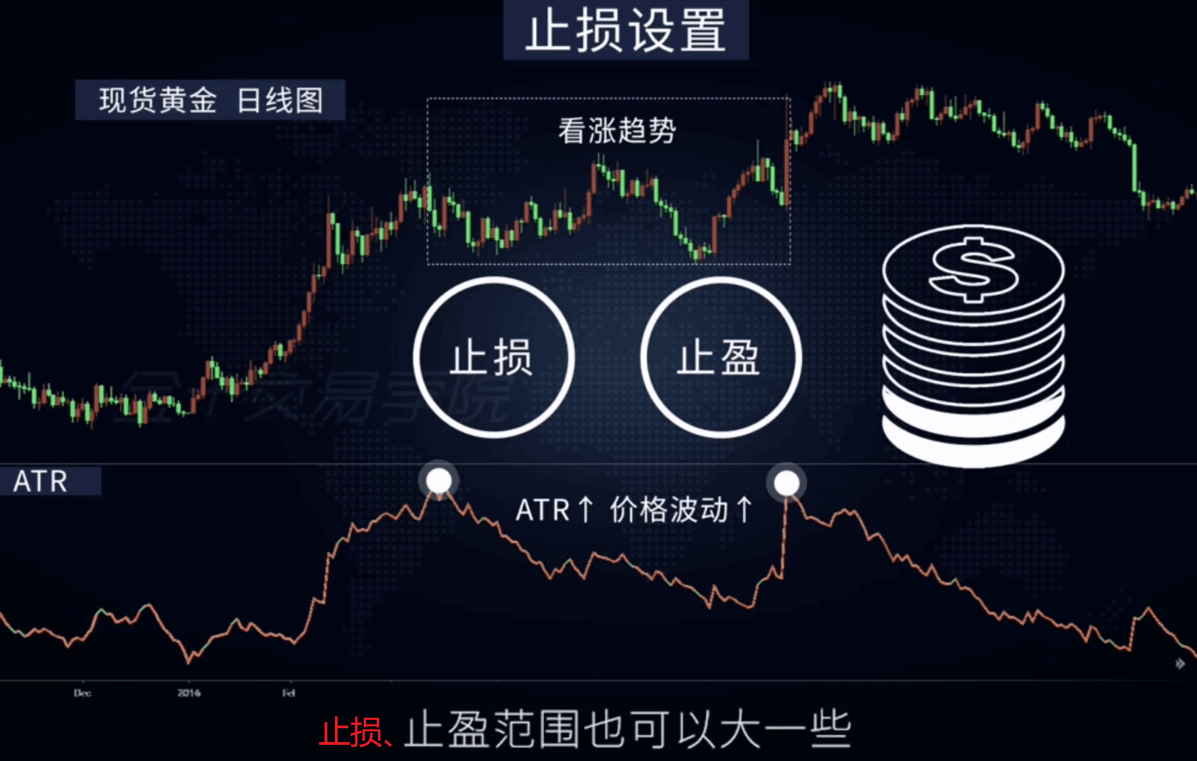 止损设置
现货黄金 日线图
看涨趋势
止损
止盈
金十交易学院
ATR
ATR↑ 价格波动↑
Dec
2016
止损、止盈范围也可以大一些